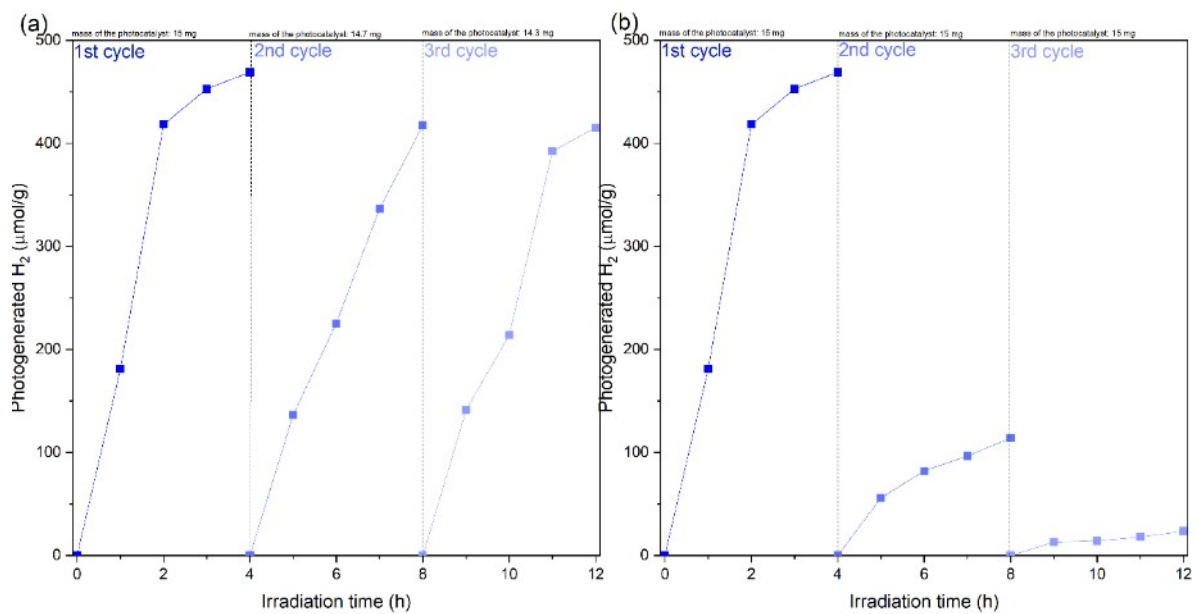 (a)
mass of the photocatalyst: 15 mg
mass of the photocatalyst: 14.7 mg
mass of the photocatalyst: 14.3 mg
1st cycle
2nd cycle
3rd cycle
500
400
300
200
100
0
Photogenerated H₂ (μmol/g)
0 2 4 6 8 10 12
Irradiation time (h)
(b)
mass of the photocatalyst: 15 mg
mass of the photocatalyst: 15 mg
mass of the photocatalyst: 15 mg
1st cycle
2nd cycle
3rd cycle
500
400
300
200
100
0
Photogenerated H₂ (μmol/g)
0 2 4 6 8 10 12
Irradiation time (h)